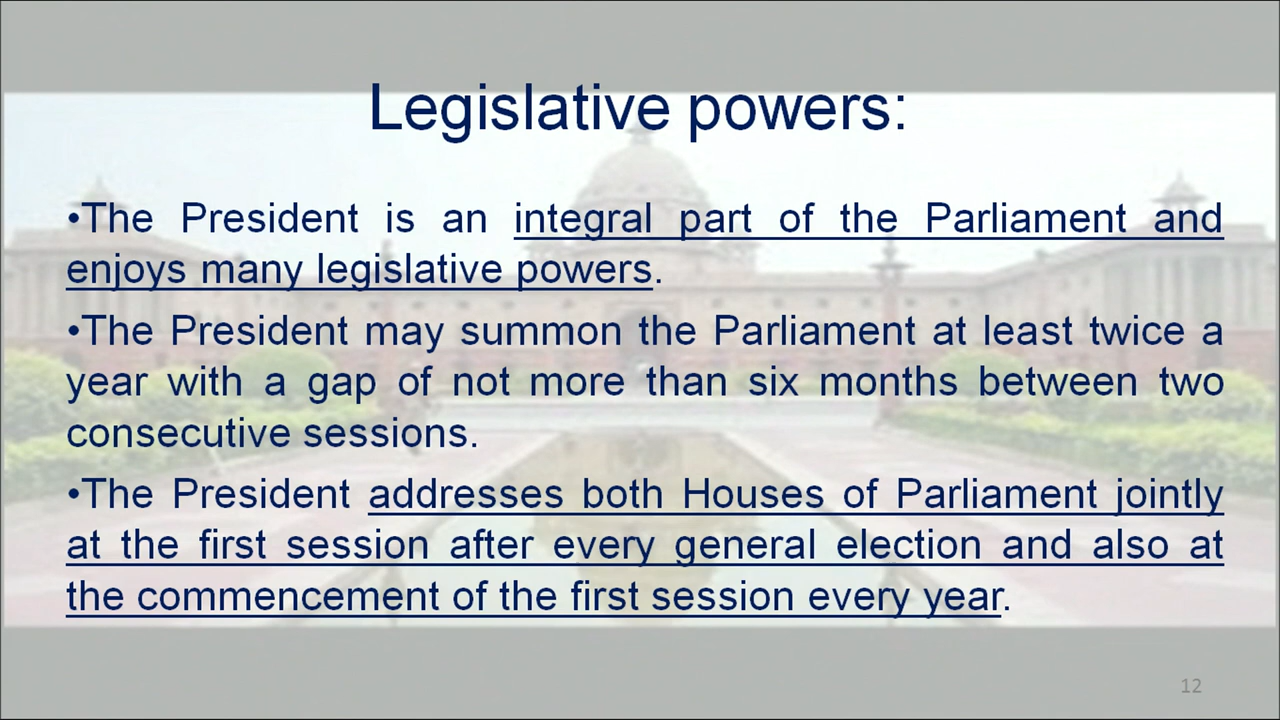 Legislative powers:
•The President is an integral part of the Parliament and
enjoys many legislative powers.
•The President may summon the Parliament at least twice a
year with a gap of not more than six months between two
consecutive sessions.
•The President addresses both Houses of Parliament jointly
at the first session after every general election and also at
the commencement of the first session every year.
12